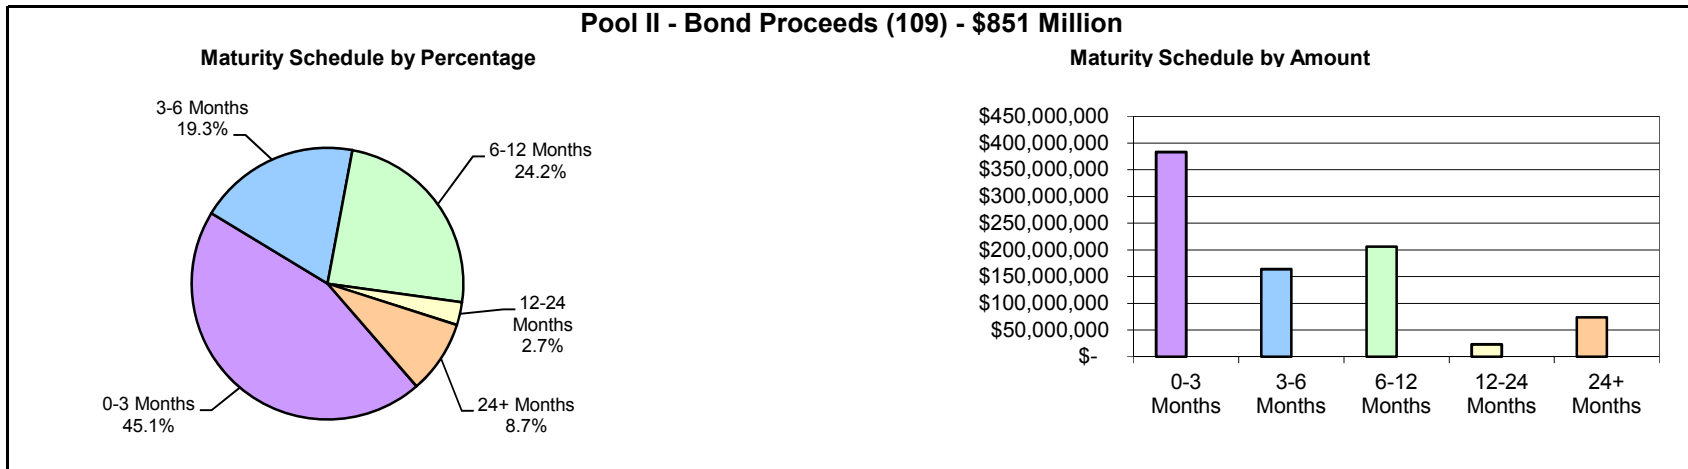 Pool II - Bond Proceeds (109) - $851 Million
Maturity Schedule by Percentage
3-6 Months
19.3%
6-12 Months
24.2%
12-24
Months
2.7%
24+ Months
8.7%
0-3 Months
45.1%
Maturity Schedule by Amount
$450,000,000
$400,000,000
$350,000,000
$300,000,000
$250,000,000
$200,000,000
$150,000,000
$100,000,000
$50,000,000
$-
0-3
Months
3-6
Months
6-12
Months
12-24
Months
24+
Months